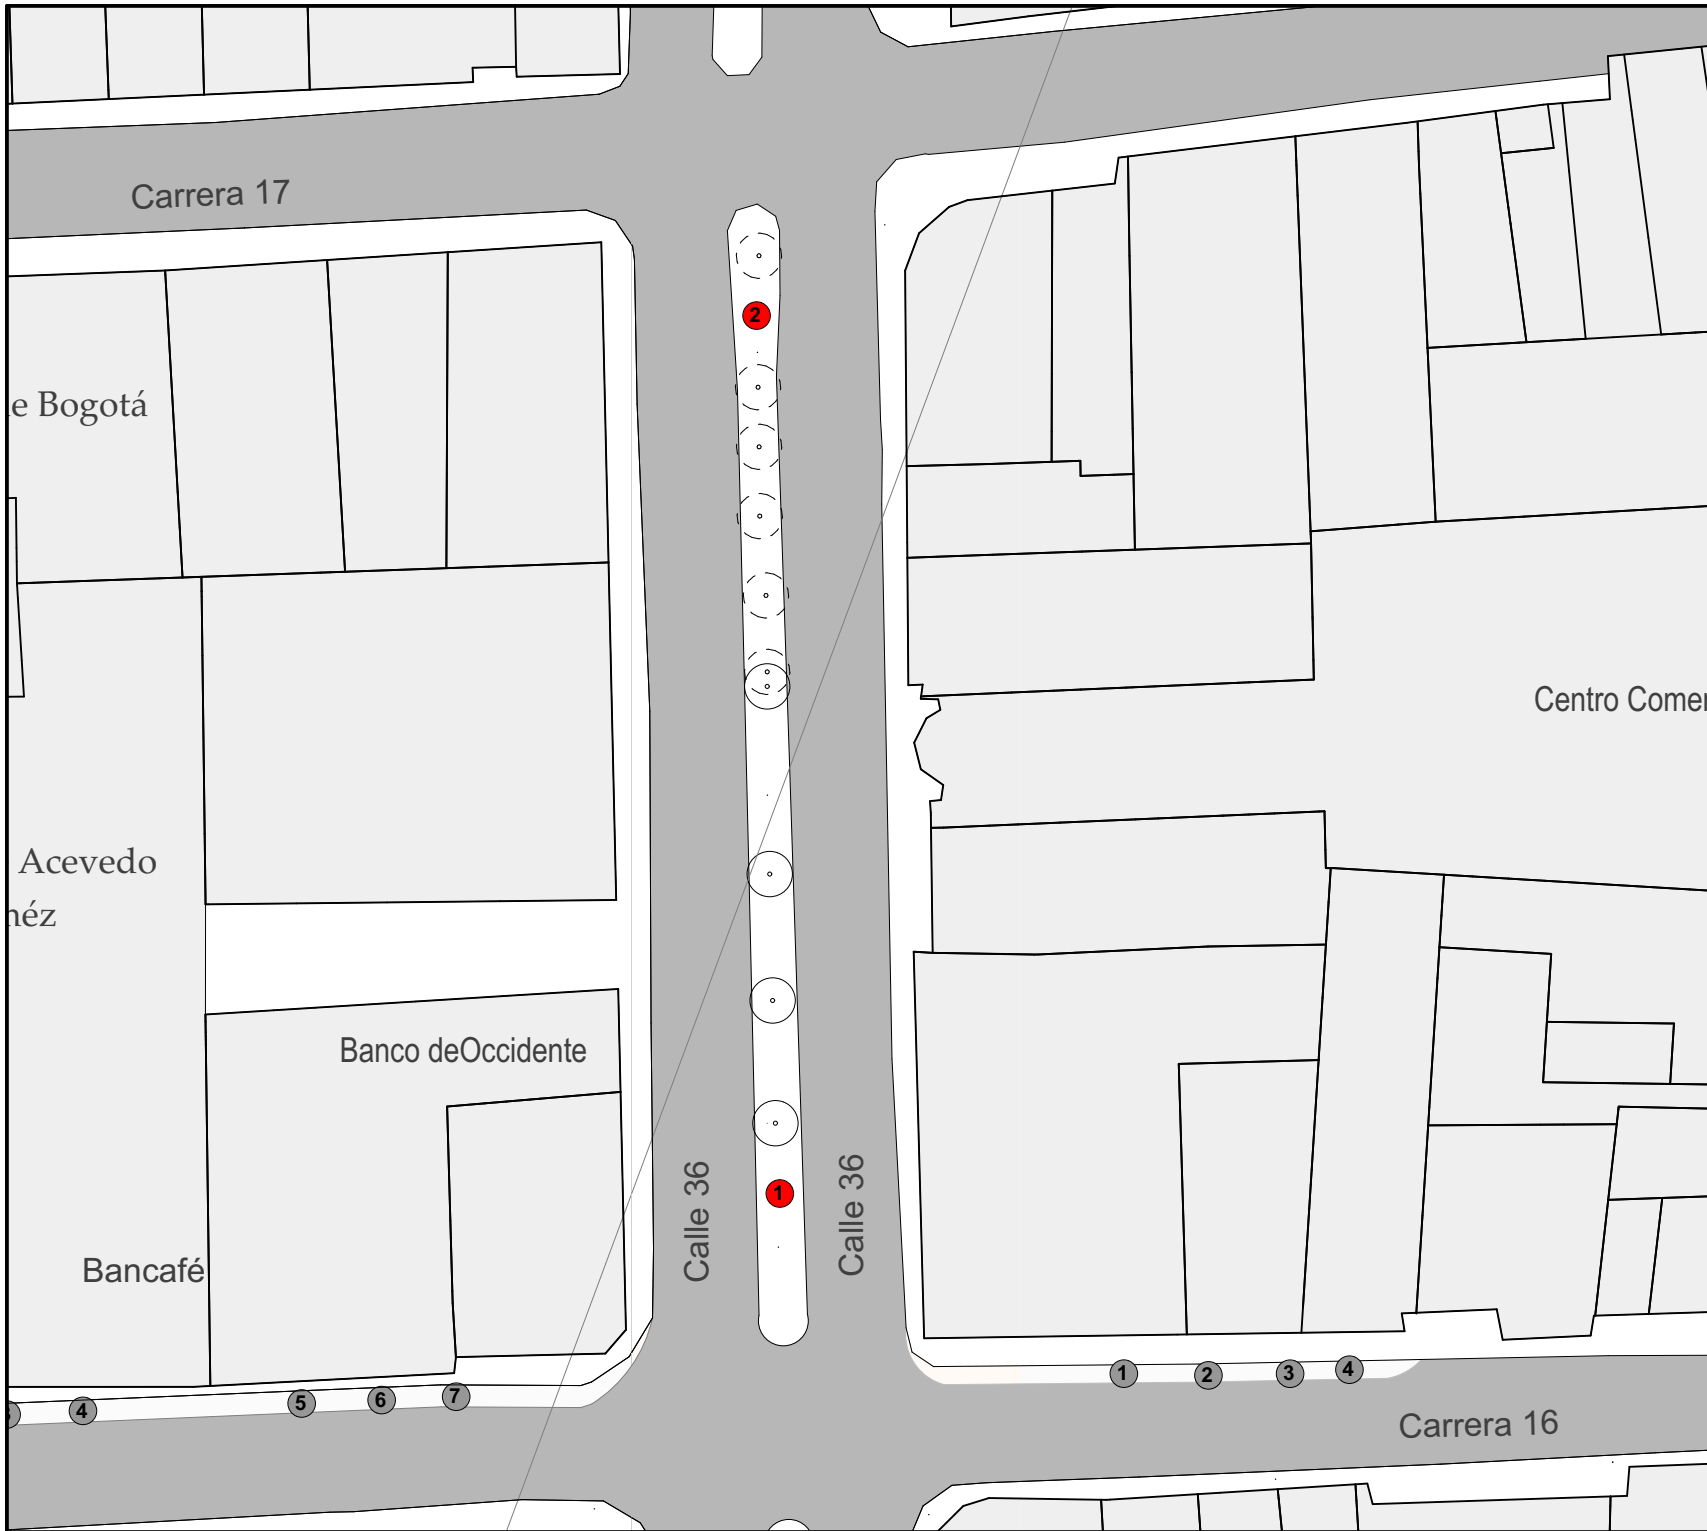 Carrera 17
2
e Bogotá
Centro Comer
Acevedo
néz
Banco deOccidente
Calle 36
Calle 36
1
Bancafé
1
2
3
4
4
5
6
7
Carrera 16